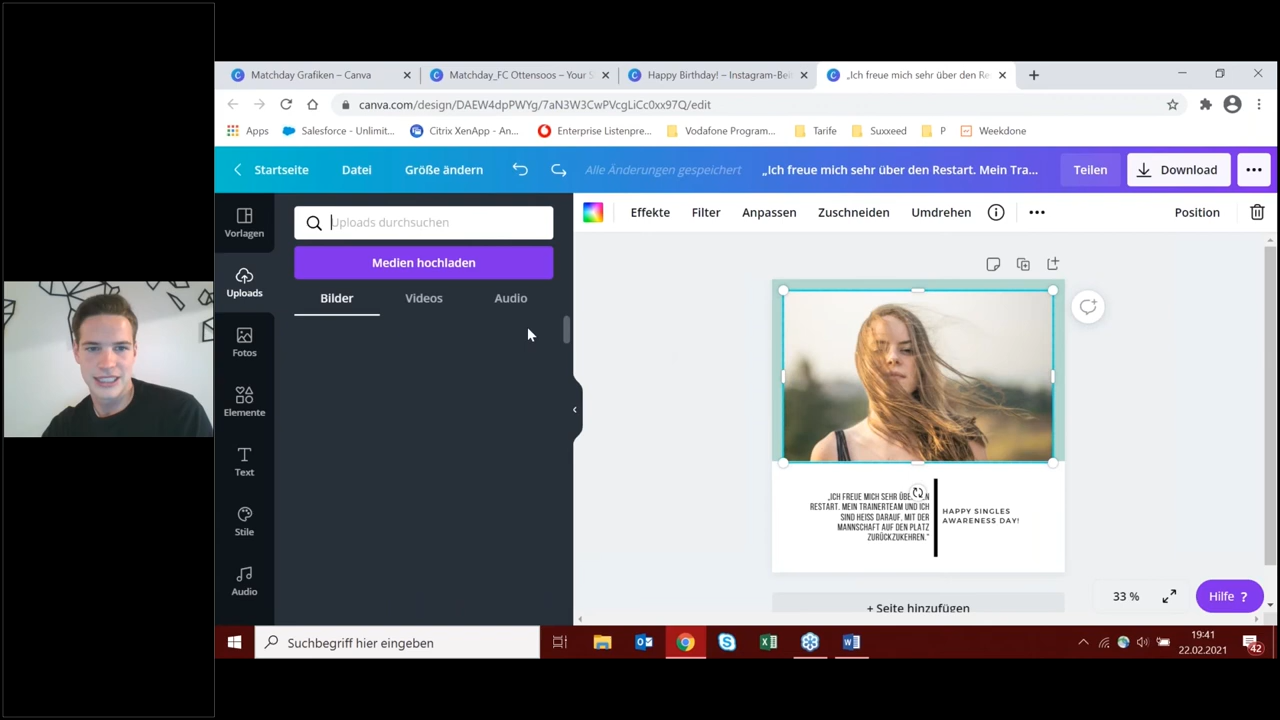 Matchday Grafiken – Canva
Matchday_FC Ottensoos – Your S
Happy Birthday! – Instagram-Bei
„Ich freue mich sehr über den Re
canva.com/design/DAEW4dpPWYg/7aN3W3CwPVcgLiCc0xx97Q/edit
Apps
Salesforce - Unlimit...
Citrix XenApp - An...
Enterprise Listenpre...
Vodafone Program...
Tarife
Suxxeed
P
Weekdone
Startseite
Datei
Größe ändern
Alle Änderungen gespeichert
„Ich freue mich sehr über den Restart. Mein Tra...
Teilen
Download
Vorlagen
Uploads
Fotos
Elemente
Text
Stile
Audio
Uploads durchsuchen
Medien hochladen
Bilder
Videos
Audio
Effekte
Filter
Anpassen
Zuschneiden
Umdrehen
Position
„ICH FREUE MICH SEHR
RESTART. MEIN TRAINERTEAM UND ICH
SIND HEISS DARAUF, MIT DER
MANNSCHAFT AUF DEN PLATZ
ZURÜCKZUKEHREN."
HAPPY SINGLES
AWARENESS DAY!
+ Seite hinzufügen
33 %
Hilfe ?
Suchbegriff hier eingeben
19:41
22.02.2021
42